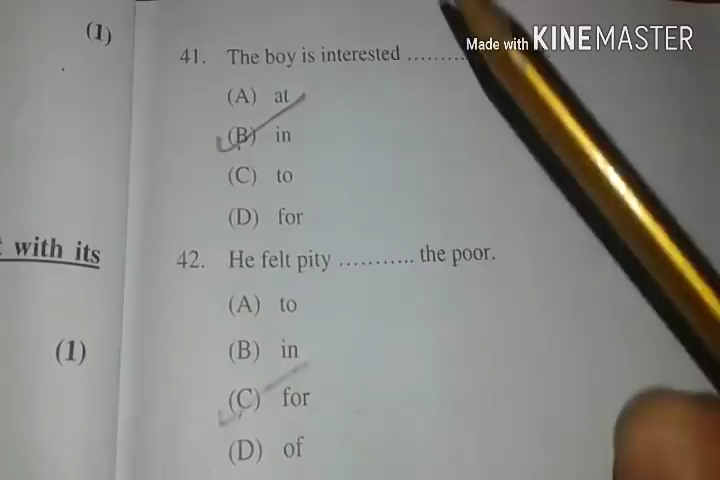 Made with KINEMASTER
(1)
41. The boy is interested .........
(A) at
(B) in
(C) to
(D) for
with its
42. He felt pity ........... the poor.
(A) to
(1)
(B) in
(C) for
(D) of